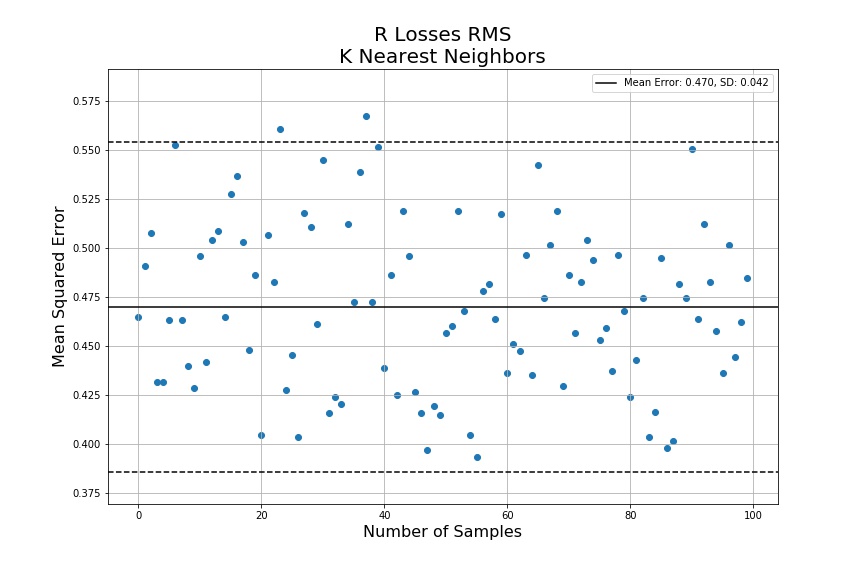 R Losses RMS
K Nearest Neighbors
Mean Error: 0.470, SD: 0.042
Mean Squared Error
0.575
0.550
0.525
0.500
0.475
0.450
0.425
0.400
0.375
0 20 40 60 80 100
Number of Samples